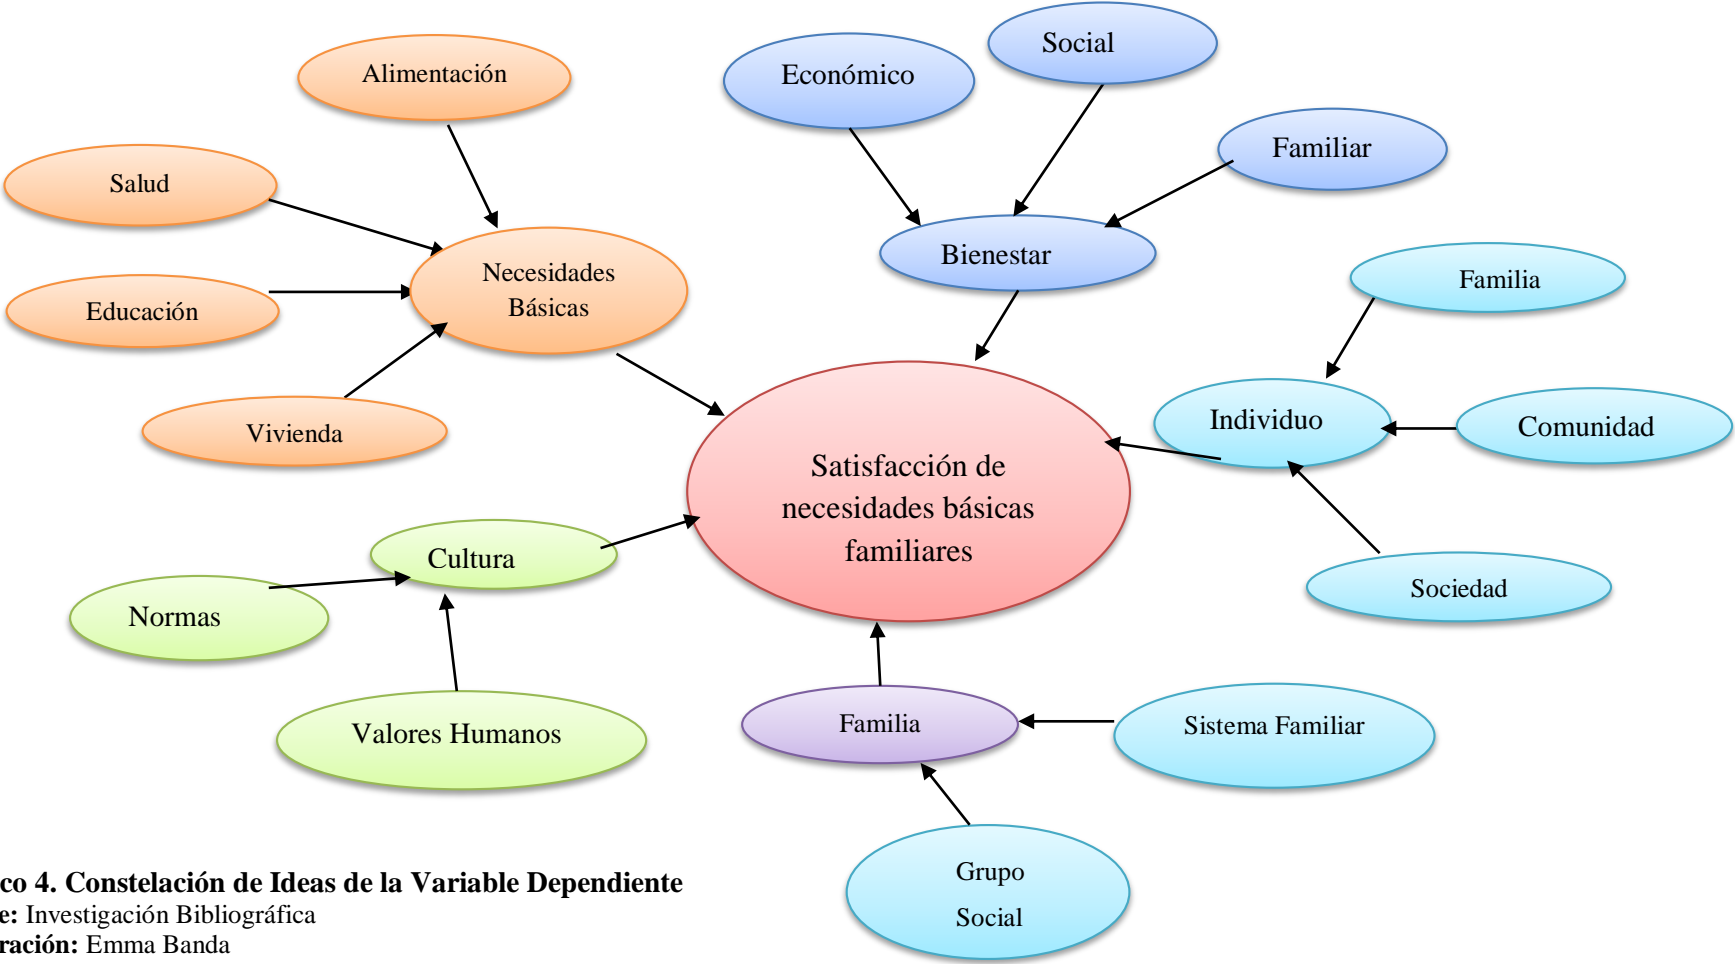 Alimentación
Salud
Educación
Vivienda
Necesidades
Básicas
Económico
Social
Familiar
Bienestar
Familia
Individuo
Comunidad
Sociedad
Satisfacción de
necesidades básicas
familiares
Cultura
Normas
Valores Humanos
Familia
Sistema Familiar
Grupo
Social
co 4. Constelación de Ideas de la Variable Dependiente
e: Investigación Bibliográfica
ración: Emma Banda